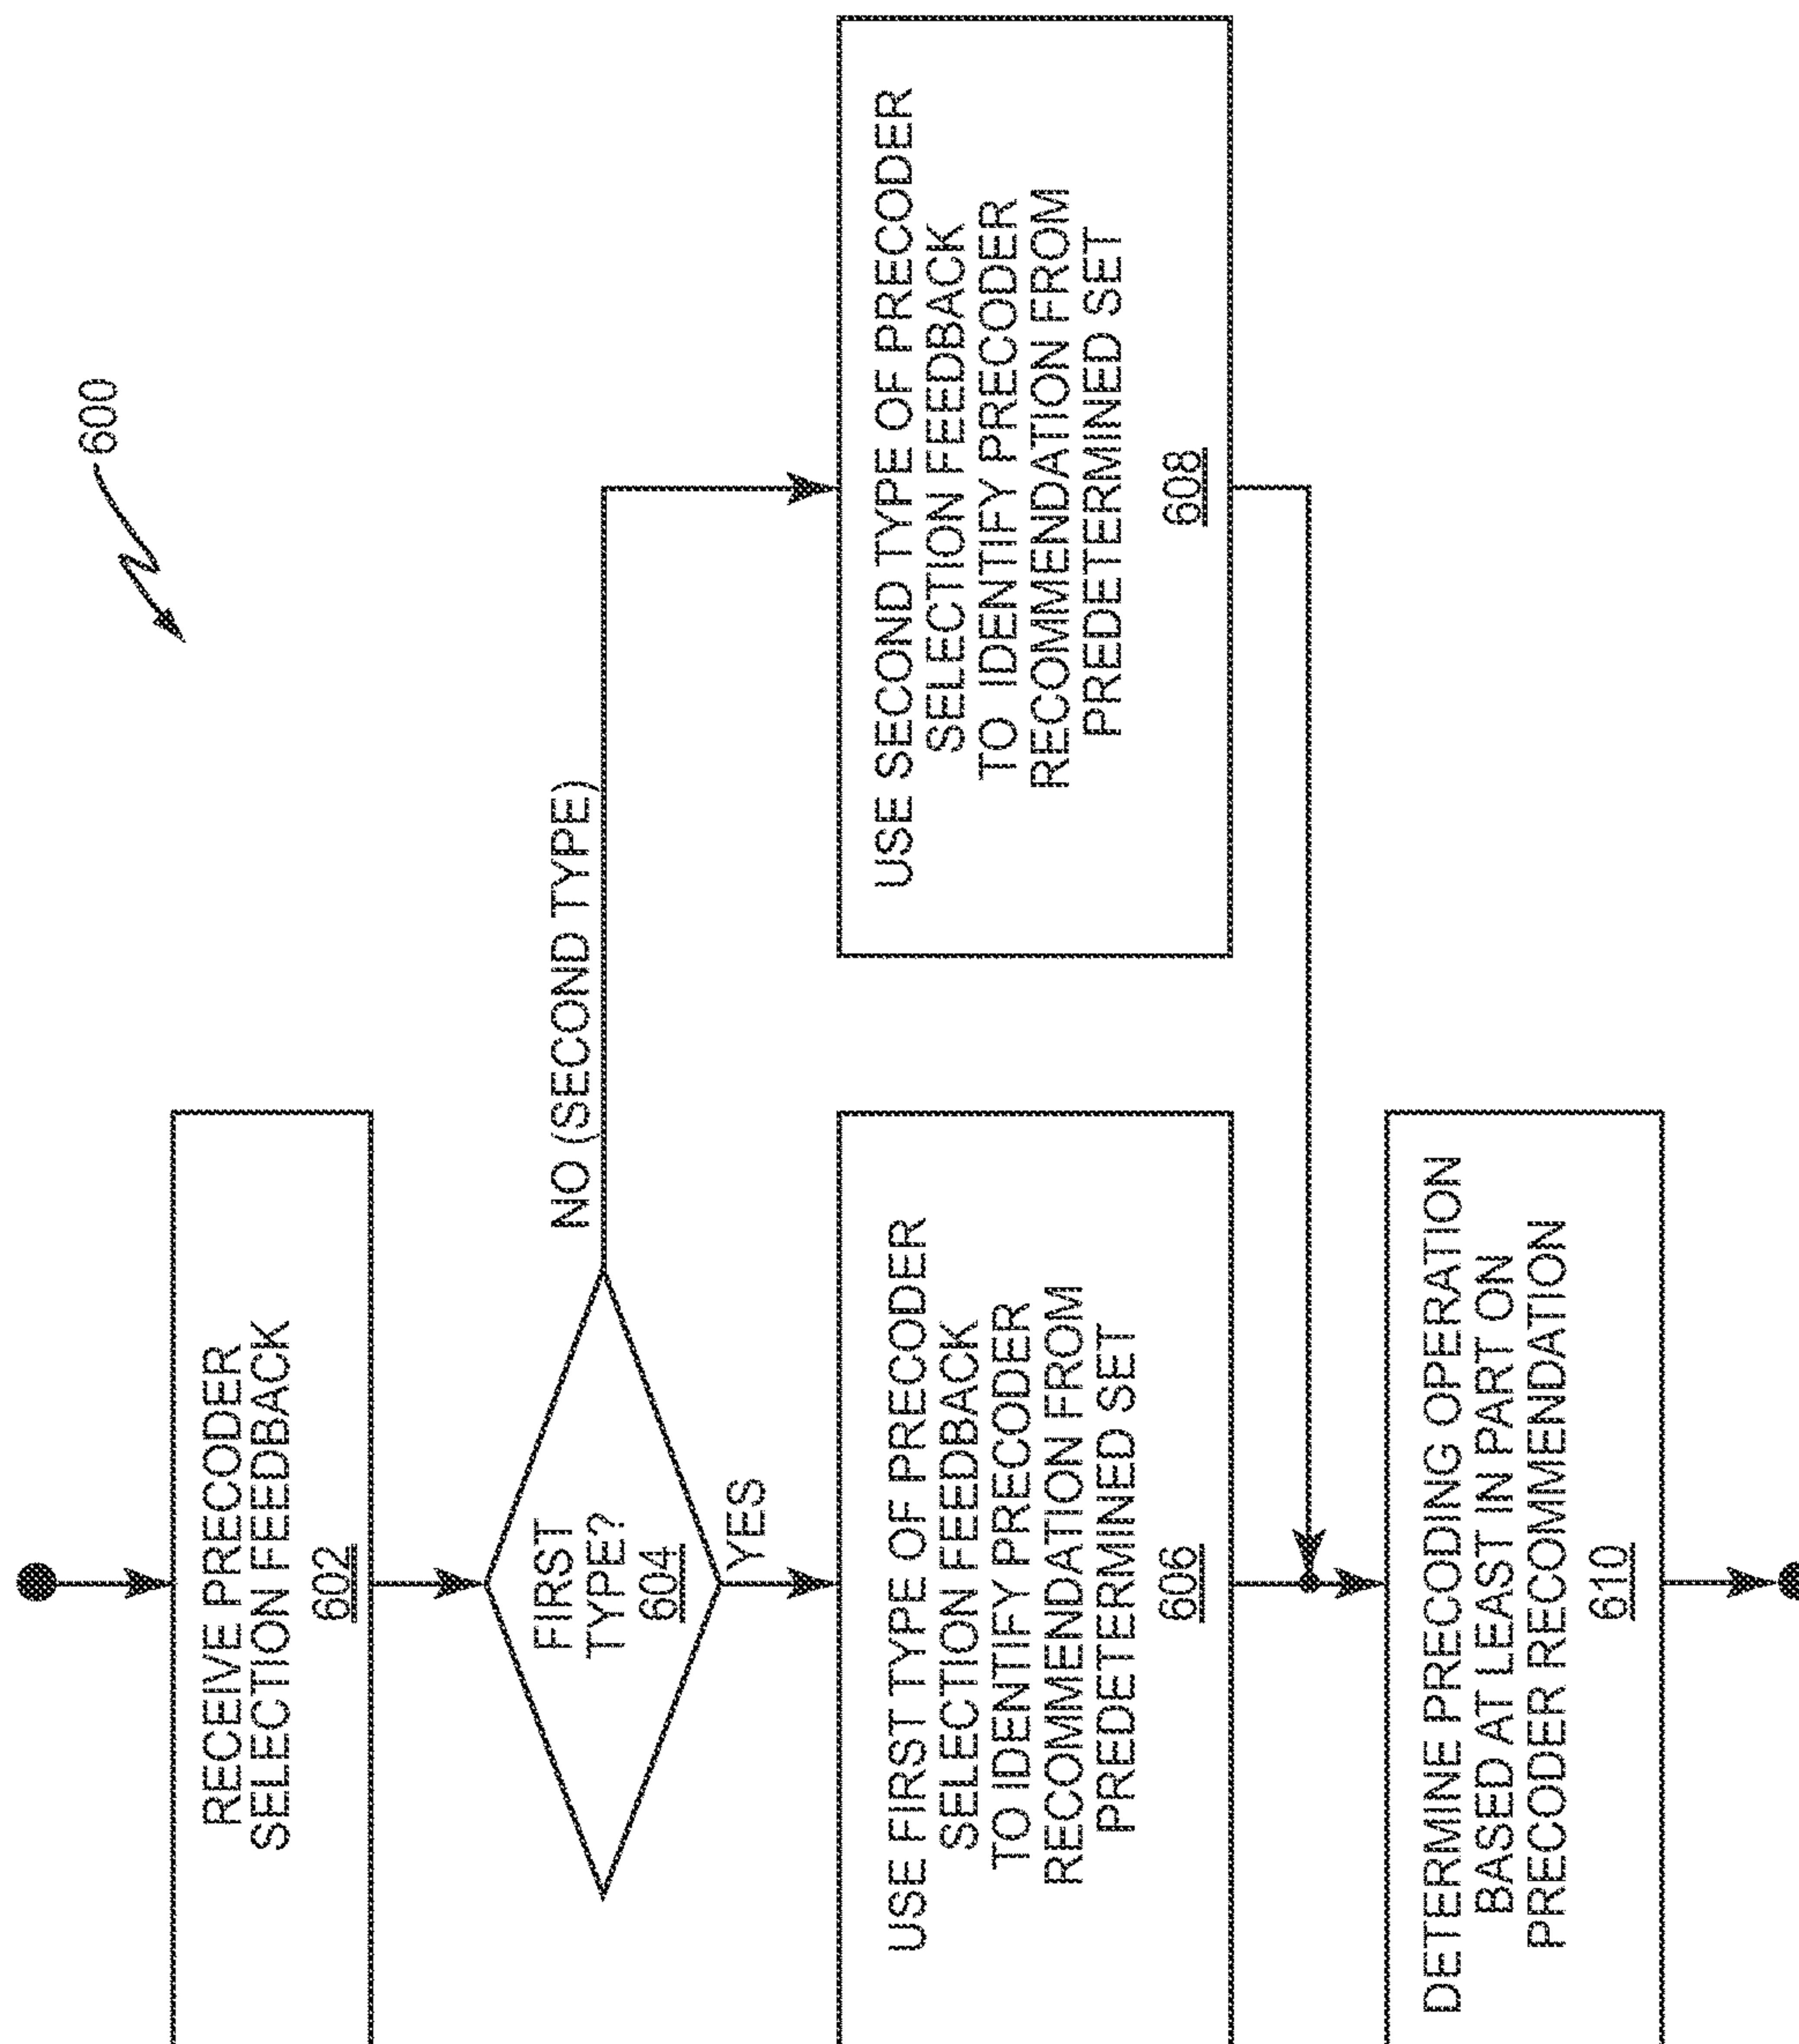 600
RECEIVE PRECODER
SELECTION FEEDBACK
602
FIRST
TYPE?
604
NO (SECOND TYPE)
YES
USE FIRST TYPE OF PRECODER
SELECTION FEEDBACK
TO IDENTIFY PRECODER
RECOMMENDATION FROM
PREDETERMINED SET
606
USE SECOND TYPE OF PRECODER
SELECTION FEEDBACK
TO IDENTIFY PRECODER
RECOMMENDATION FROM
PREDETERMINED SET
608
DETERMINE PRECODING OPERATION
BASED AT LEAST IN PART ON
PRECODER RECOMMENDATION
610